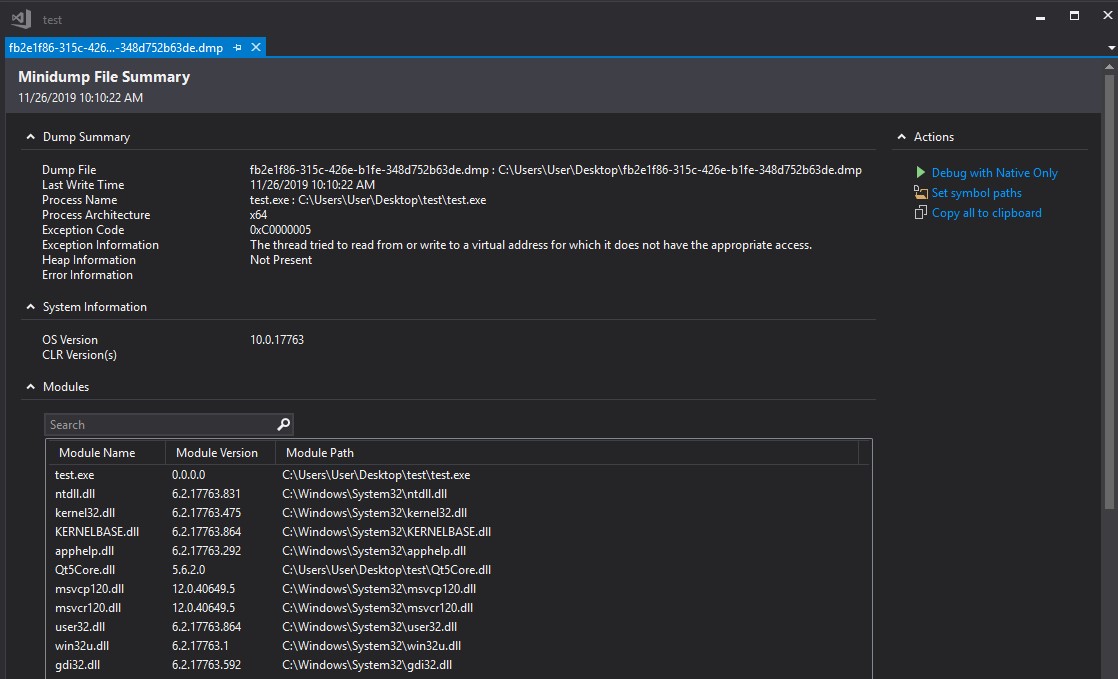 test
fb2e1f86-315c-426...-348d752b63de.dmp
Minidump File Summary
11/26/2019 10:10:22 AM
Dump Summary
Dump File fb2e1f86-315c-426e-b1fe-348d752b63de.dmp : C:\Users\User\Desktop\fb2e1f86-315c-426e-b1fe-348d752b63de.dmp
Last Write Time 11/26/2019 10:10:22 AM
Process Name test.exe : C:\Users\User\Desktop\test\test.exe
Process Architecture x64
Exception Code 0xC0000005
Exception Information The thread tried to read from or write to a virtual address for which it does not have the appropriate access.
Heap Information Not Present
Error Information
System Information
OS Version 10.0.17763
CLR Version(s)
Modules
Search
Module Name Module Version Module Path
test.exe 0.0.0.0 C:\Users\User\Desktop\test\test.exe
ntdll.dll 6.2.17763.831 C:\Windows\System32\ntdll.dll
kernel32.dll 6.2.17763.475 C:\Windows\System32\kernel32.dll
KERNELBASE.dll 6.2.17763.864 C:\Windows\System32\KERNELBASE.dll
apphelp.dll 6.2.17763.292 C:\Windows\System32\apphelp.dll
Qt5Core.dll 5.6.2.0 C:\Users\User\Desktop\test\Qt5Core.dll
msvcp120.dll 12.0.40649.5 C:\Windows\System32\msvcp120.dll
msvcr120.dll 12.0.40649.5 C:\Windows\System32\msvcr120.dll
user32.dll 6.2.17763.864 C:\Windows\System32\user32.dll
win32u.dll 6.2.17763.1 C:\Windows\System32\win32u.dll
gdi32.dll 6.2.17763.592 C:\Windows\System32\gdi32.dll
Actions
Debug with Native Only
Set symbol paths
Copy all to clipboard